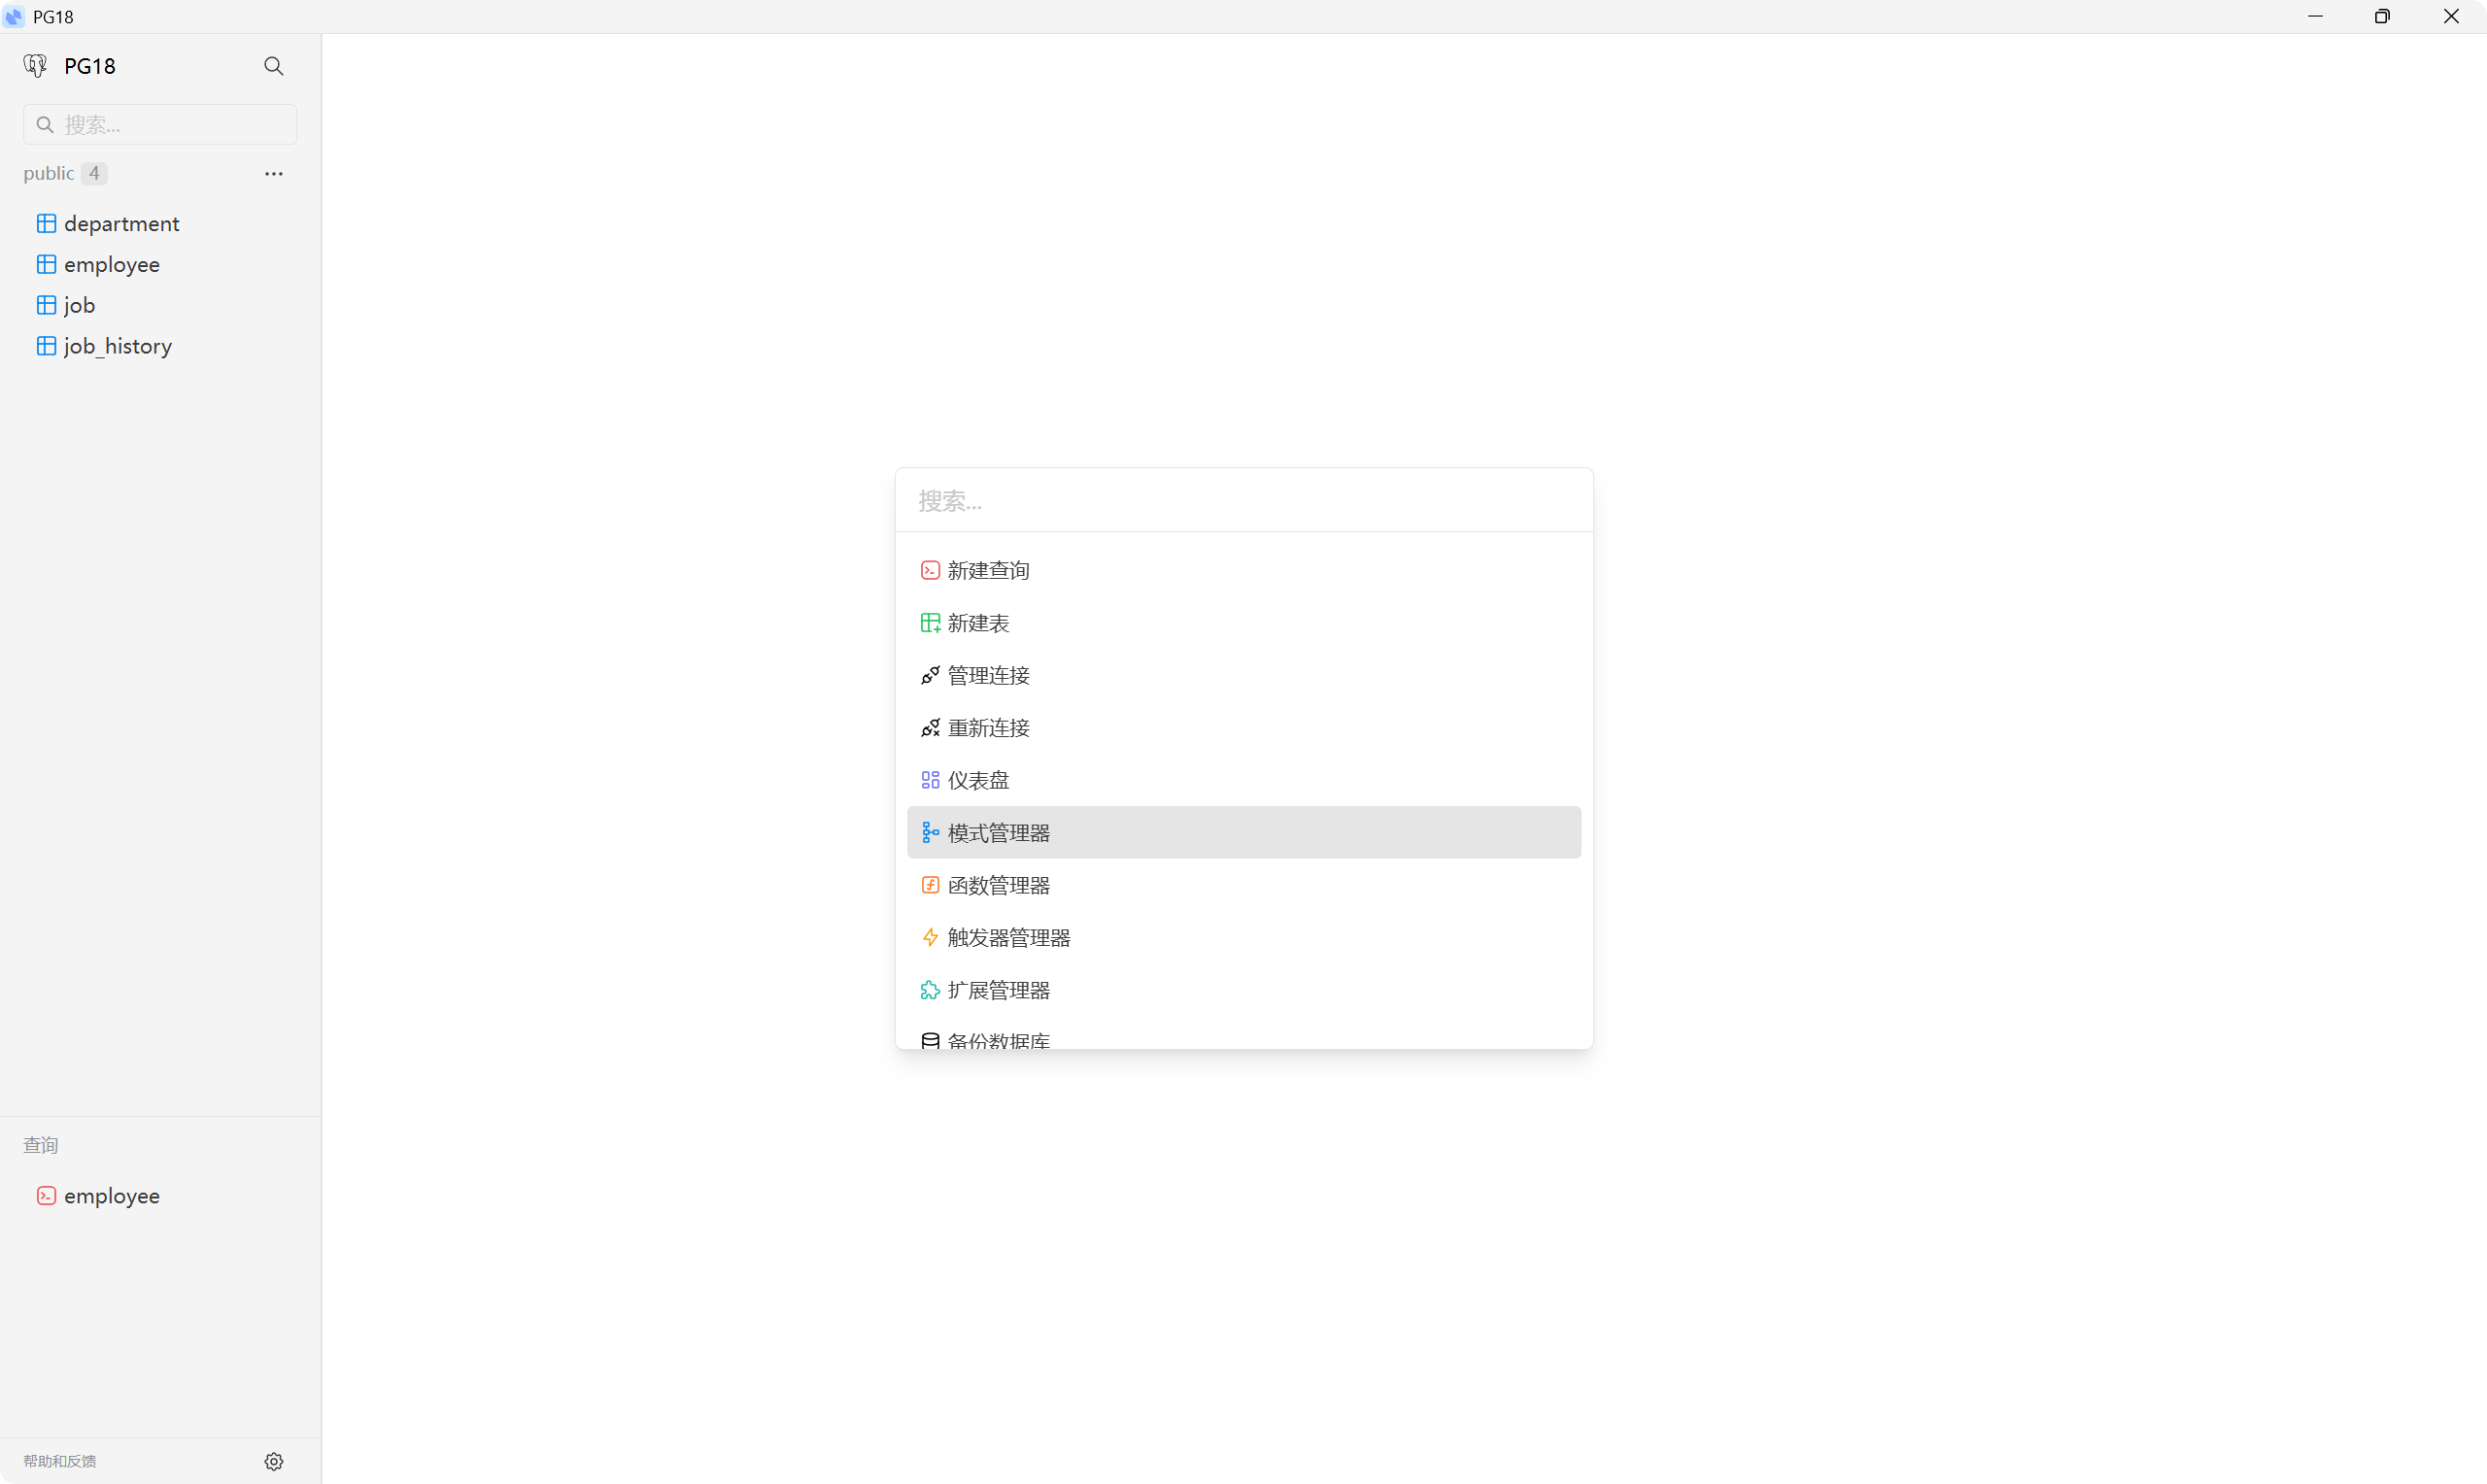 PG18
PG18
搜索...
public 4
department
employee
job
job_history
搜索...
新建查询
新建表
管理连接
重新连接
仪表盘
模式管理器
函数管理器
触发器管理器
扩展管理器
备份数据库
查询
employee
帮助和反馈